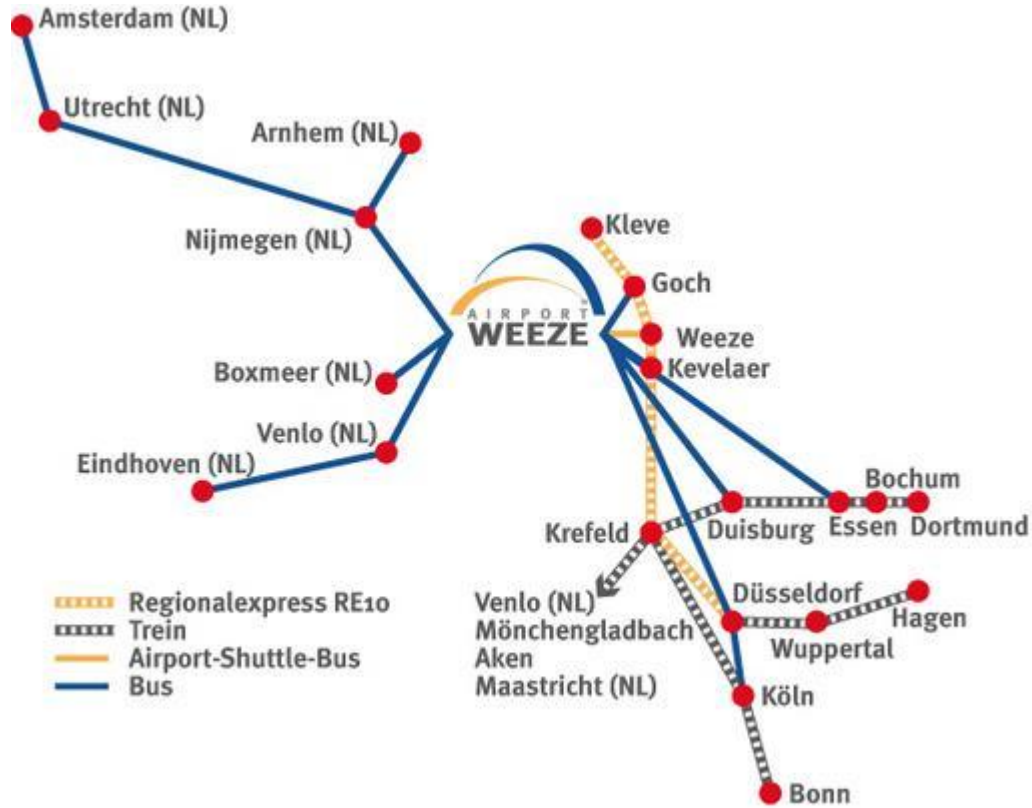 Amsterdam (NL)
Utrecht (NL)
Arnhem (NL)
Nijmegen (NL)
Kleve
Goch
AIRPORT
WEEZE
Weeze
Kevelaer
Boxmeer (NL)
Venlo (NL)
Eindhoven (NL)
Bochum
Krefeld
Duisburg
Essen
Dortmund
Regionalexpress RE10
Trein
Airport-Shuttle-Bus
Bus
Venlo (NL)
Mönchengladbach
Aken
Maastricht (NL)
Düsseldorf
Hagen
Wuppertal
Köln
Bonn